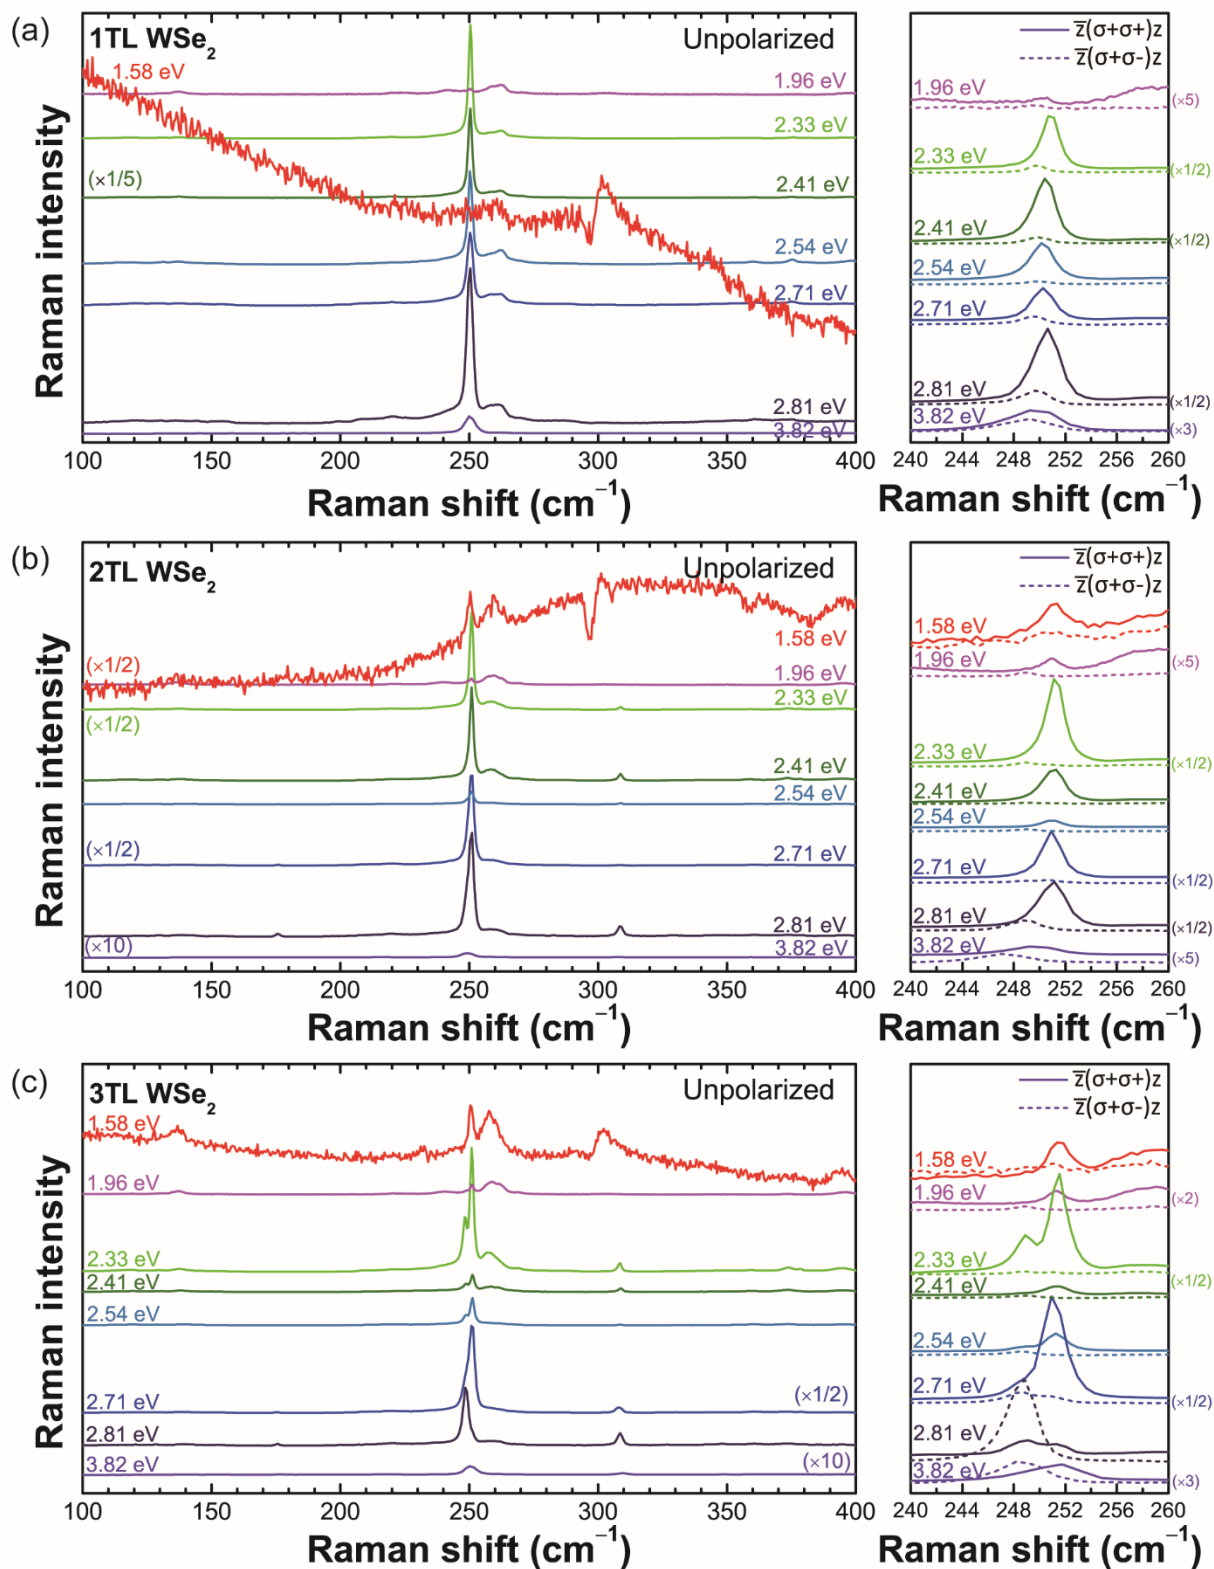 (a)
1TL WSe₂
Unpolarized
1.58 eV
1.96 eV
2.33 eV
(×1/5)
2.41 eV
2.54 eV
2.71 eV
2.81 eV
3.82 eV
Raman intensity
100 150 200 250 300 350 400
Raman shift (cm⁻¹)
z̅(σ+σ+)z
z̅(σ+σ-)z
1.96 eV (×5)
2.33 eV (×1/2)
2.41 eV (×1/2)
2.54 eV
2.71 eV
2.81 eV (×1/2)
3.82 eV (×3)
240 244 248 252 256 260
Raman shift (cm⁻¹)
(b)
2TL WSe₂
Unpolarized
1.58 eV
(×1/2) 1.96 eV
2.33 eV
(×1/2)
2.41 eV
2.54 eV
(×1/2) 2.71 eV
2.81 eV
(×10) 3.82 eV
Raman intensity
100 150 200 250 300 350 400
Raman shift (cm⁻¹)
z̅(σ+σ+)z
z̅(σ+σ-)z
1.58 eV
1.96 eV (×5)
2.33 eV (×1/2)
2.41 eV
2.54 eV
2.71 eV (×1/2)
2.81 eV (×1/2)
3.82 eV (×5)
240 244 248 252 256 260
Raman shift (cm⁻¹)
(c)
3TL WSe₂
Unpolarized
1.58 eV
1.96 eV
2.33 eV
2.41 eV
2.54 eV
2.71 eV (×1/2)
2.81 eV
3.82 eV (×10)
Raman intensity
100 150 200 250 300 350 400
Raman shift (cm⁻¹)
z̅(σ+σ+)z
z̅(σ+σ-)z
1.58 eV
1.96 eV (×2)
2.33 eV (×1/2)
2.41 eV
2.54 eV
2.71 eV (×1/2)
2.81 eV
3.82 eV (×3)
240 244 248 252 256 260
Raman shift (cm⁻¹)